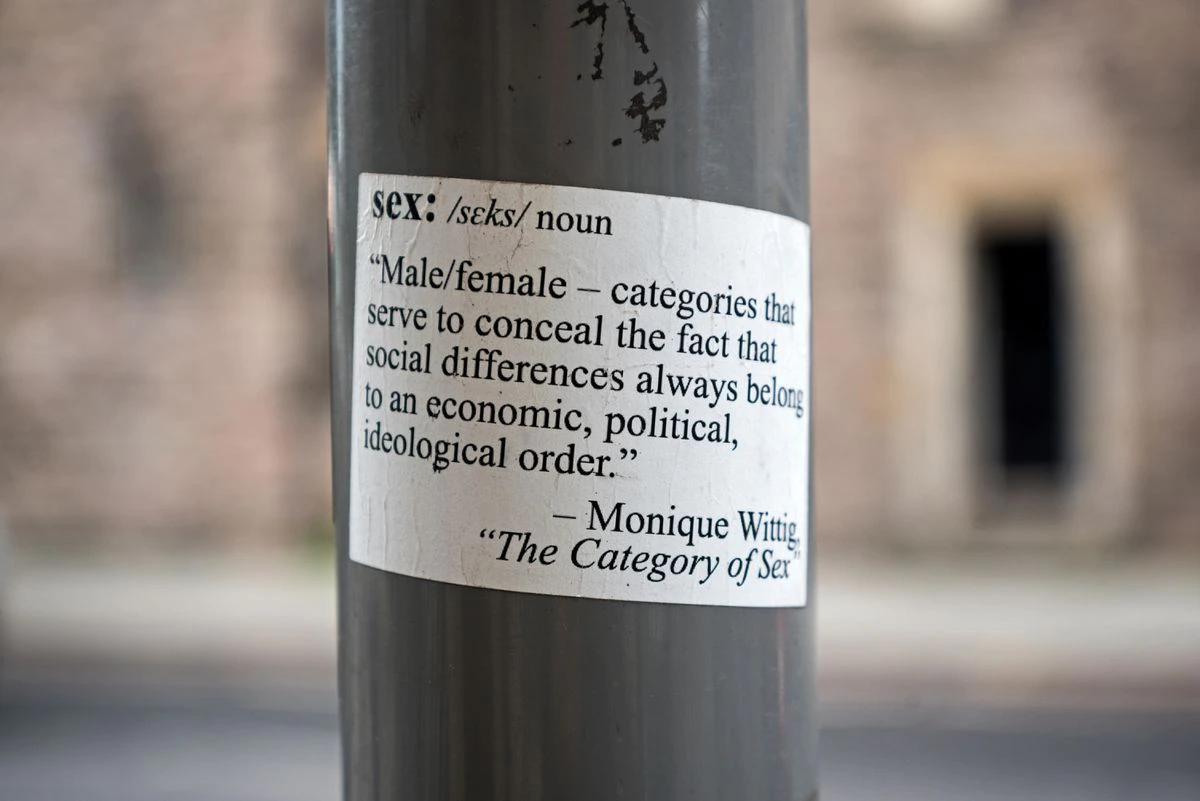 sex: /sɛks/ noun
“Male/female – categories that
serve to conceal the fact that
social differences always belong
to an economic, political,
ideological order.”
– Monique Wittig,
“The Category of Sex”